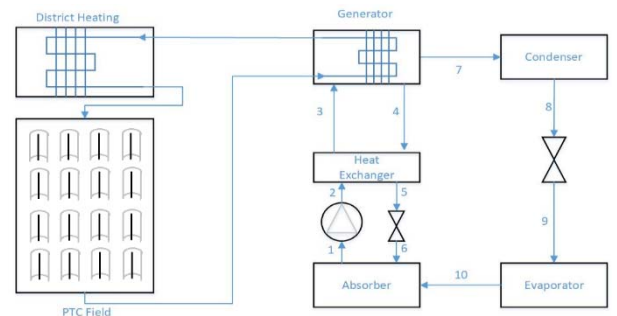 District Heating
Generator
7
Condenser
3
4
8
Heat
Exchanger
2
5
9
1
6
10
Absorber
Evaporator
PTC Field